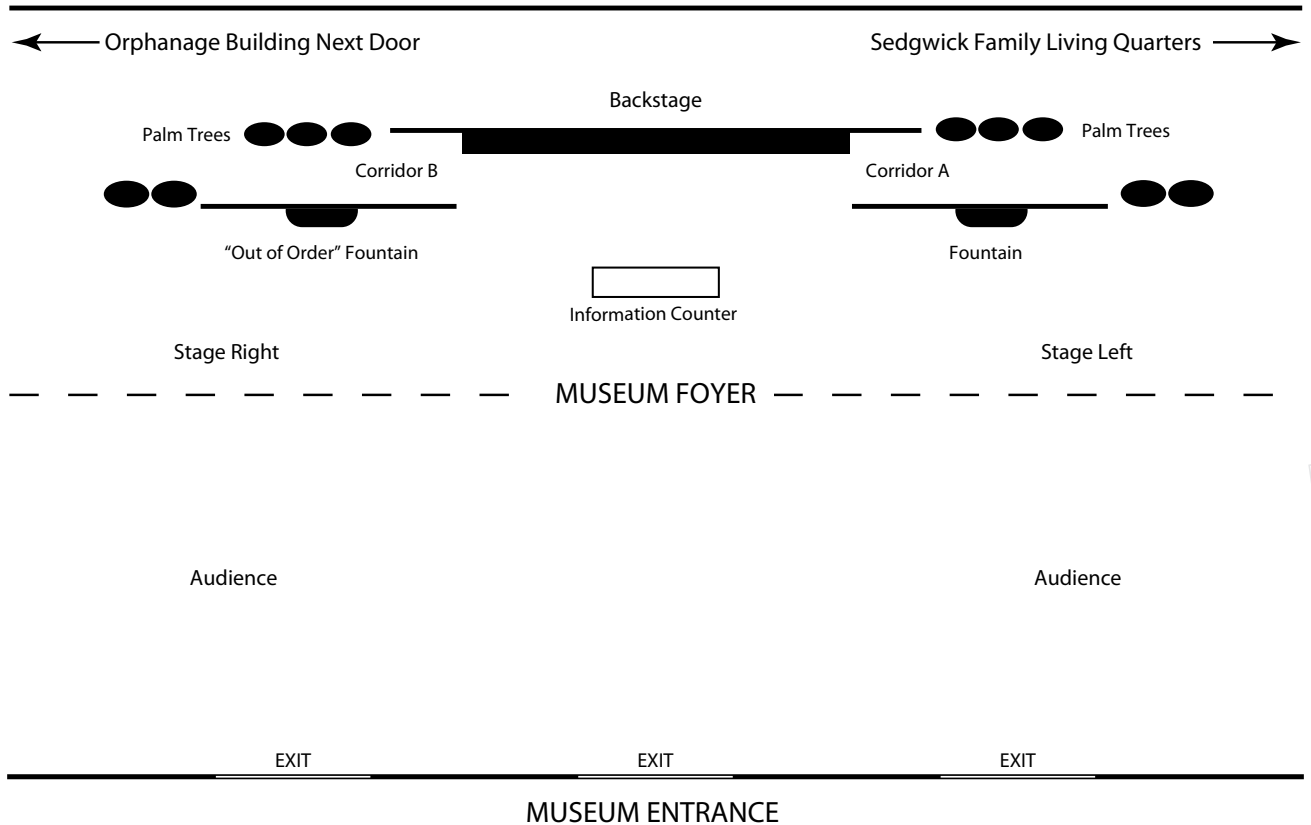 Orphanage Building Next Door
Sedgwick Family Living Quarters
Backstage
Palm Trees
Palm Trees
Corridor B
Corridor A
“Out of Order” Fountain
Fountain
Information Counter
Stage Right
Stage Left
MUSEUM FOYER
Audience
Audience
EXIT
EXIT
EXIT
MUSEUM ENTRANCE